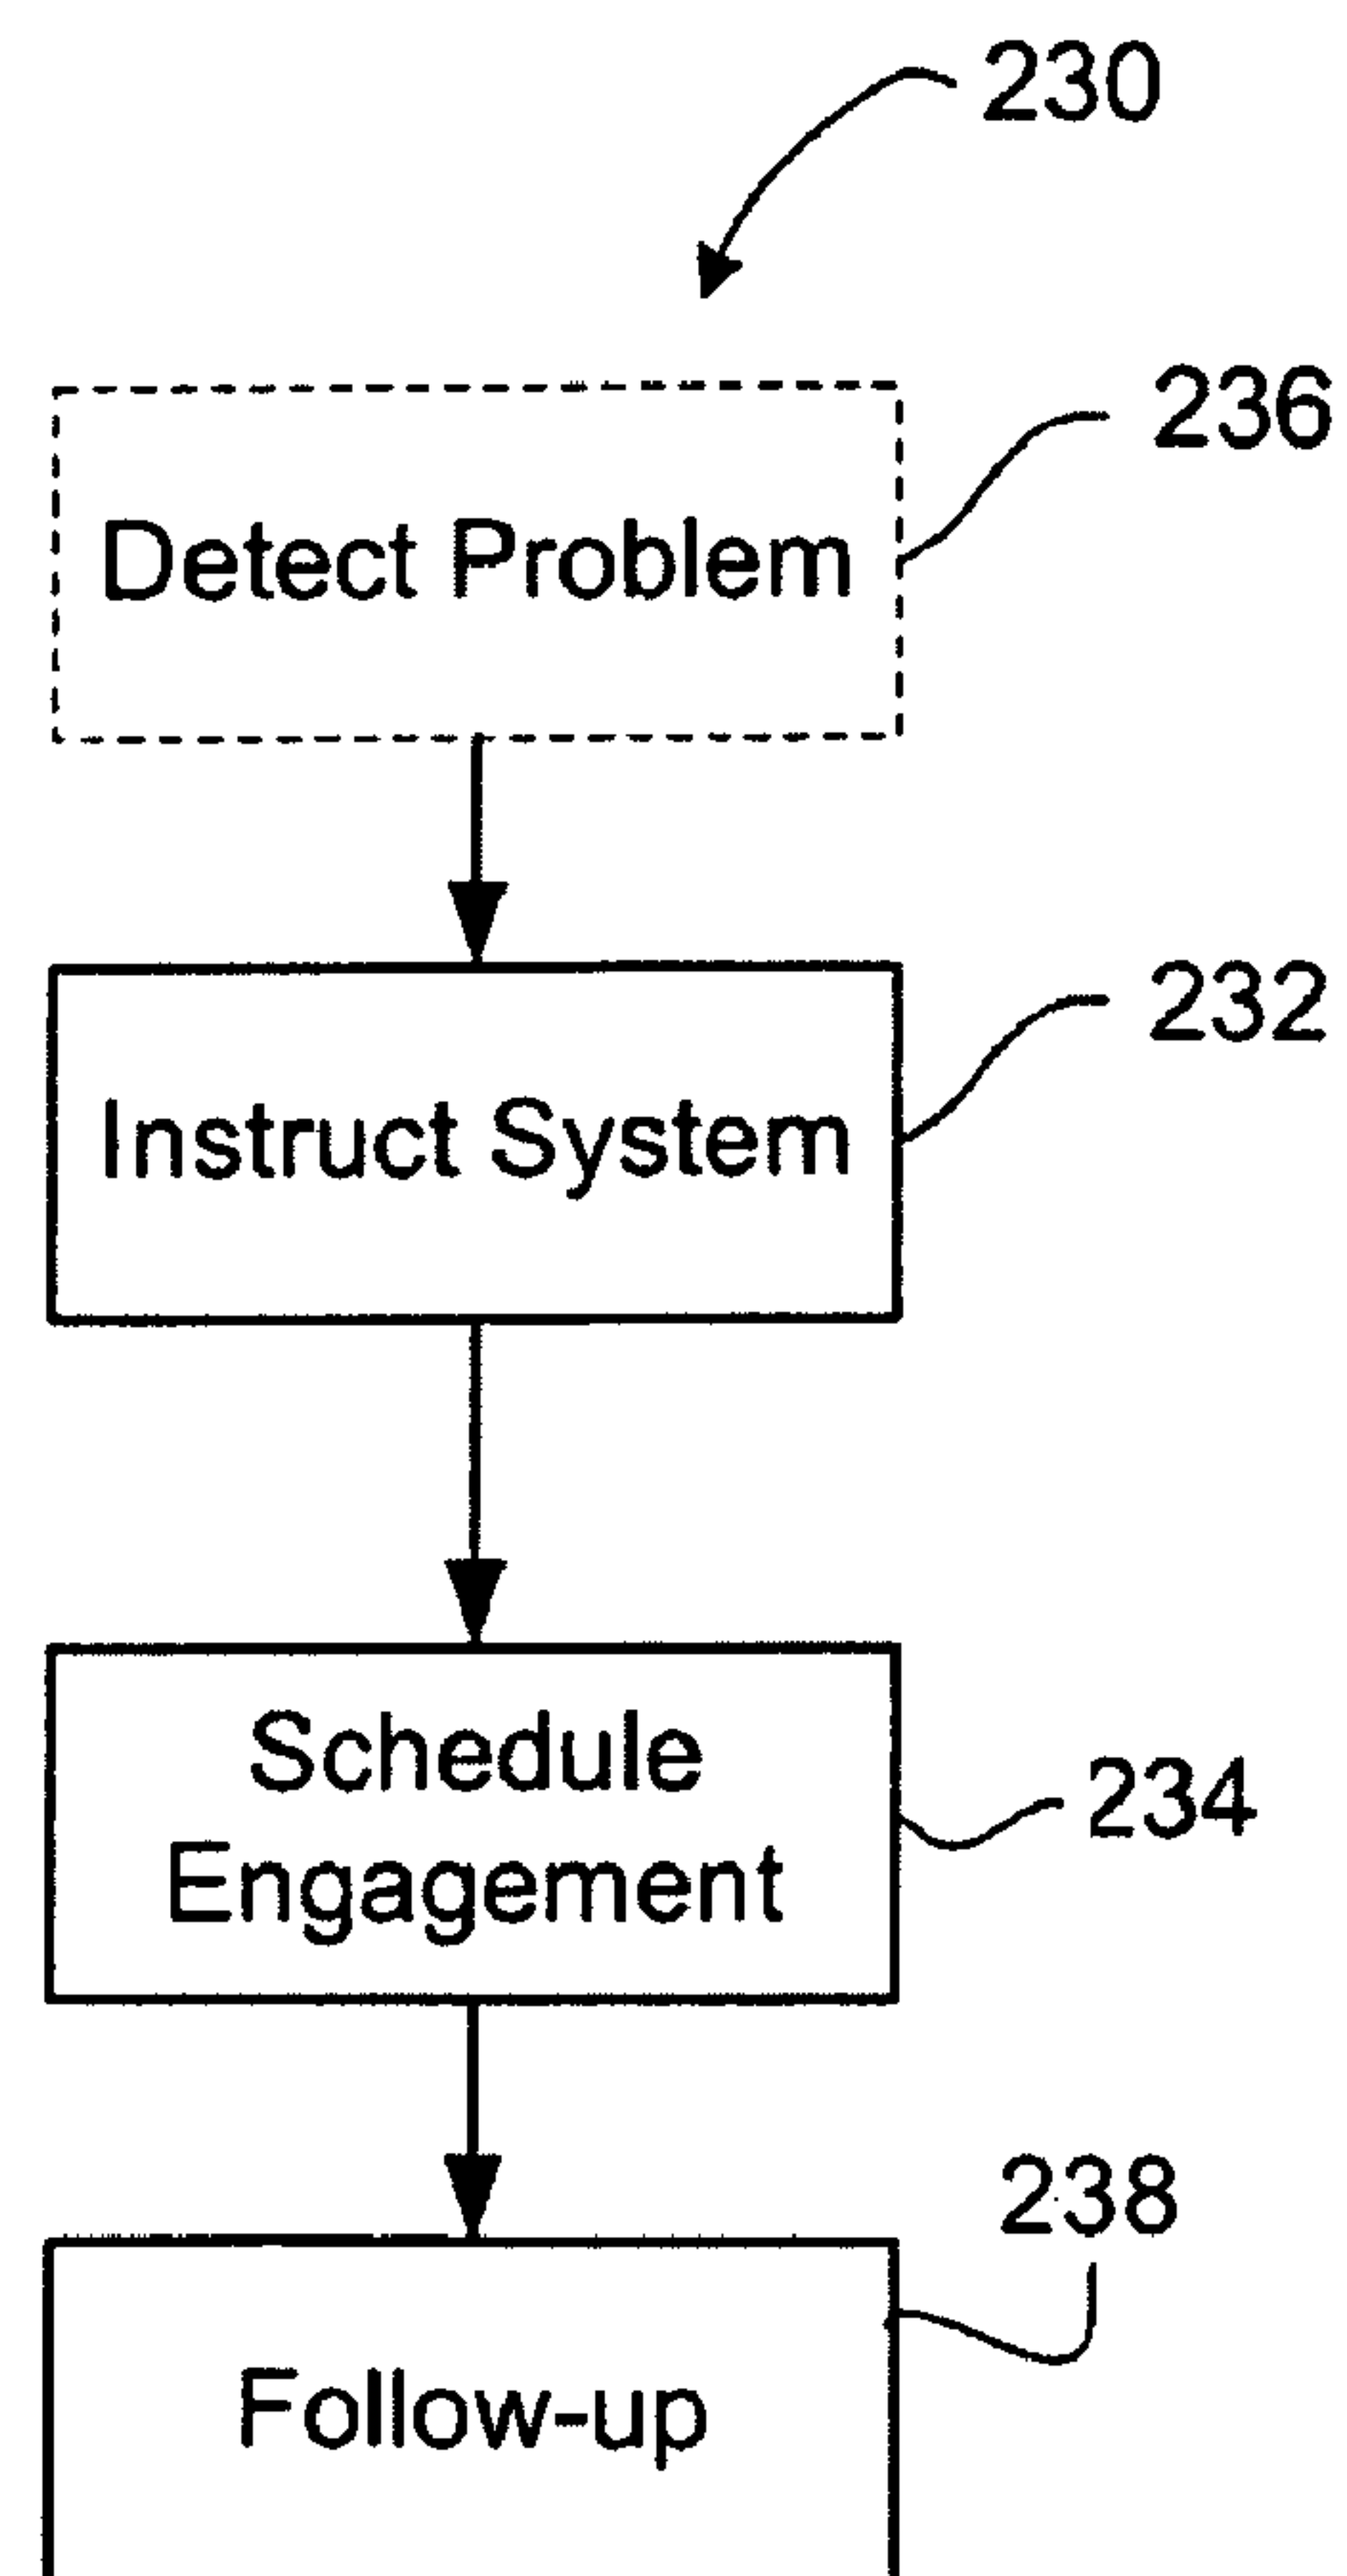 230
236
Detect Problem
232
Instruct System
Schedule
234
Engagement
238
Follow-up